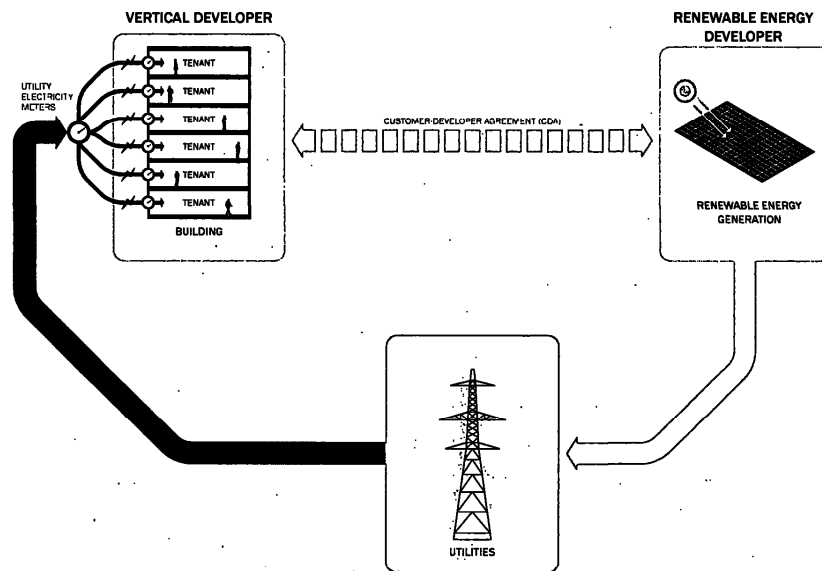 VERTICAL DEVELOPER
RENEWABLE ENERGY
DEVELOPER
UTILITY
ELECTRICITY
METERS
TENANT
TENANT
TENANT
TENANT
TENANT
TENANT
BUILDING
CUSTOMER-DEVELOPER AGREEMENT (CDA)
RENEWABLE ENERGY
GENERATION
UTILITIES